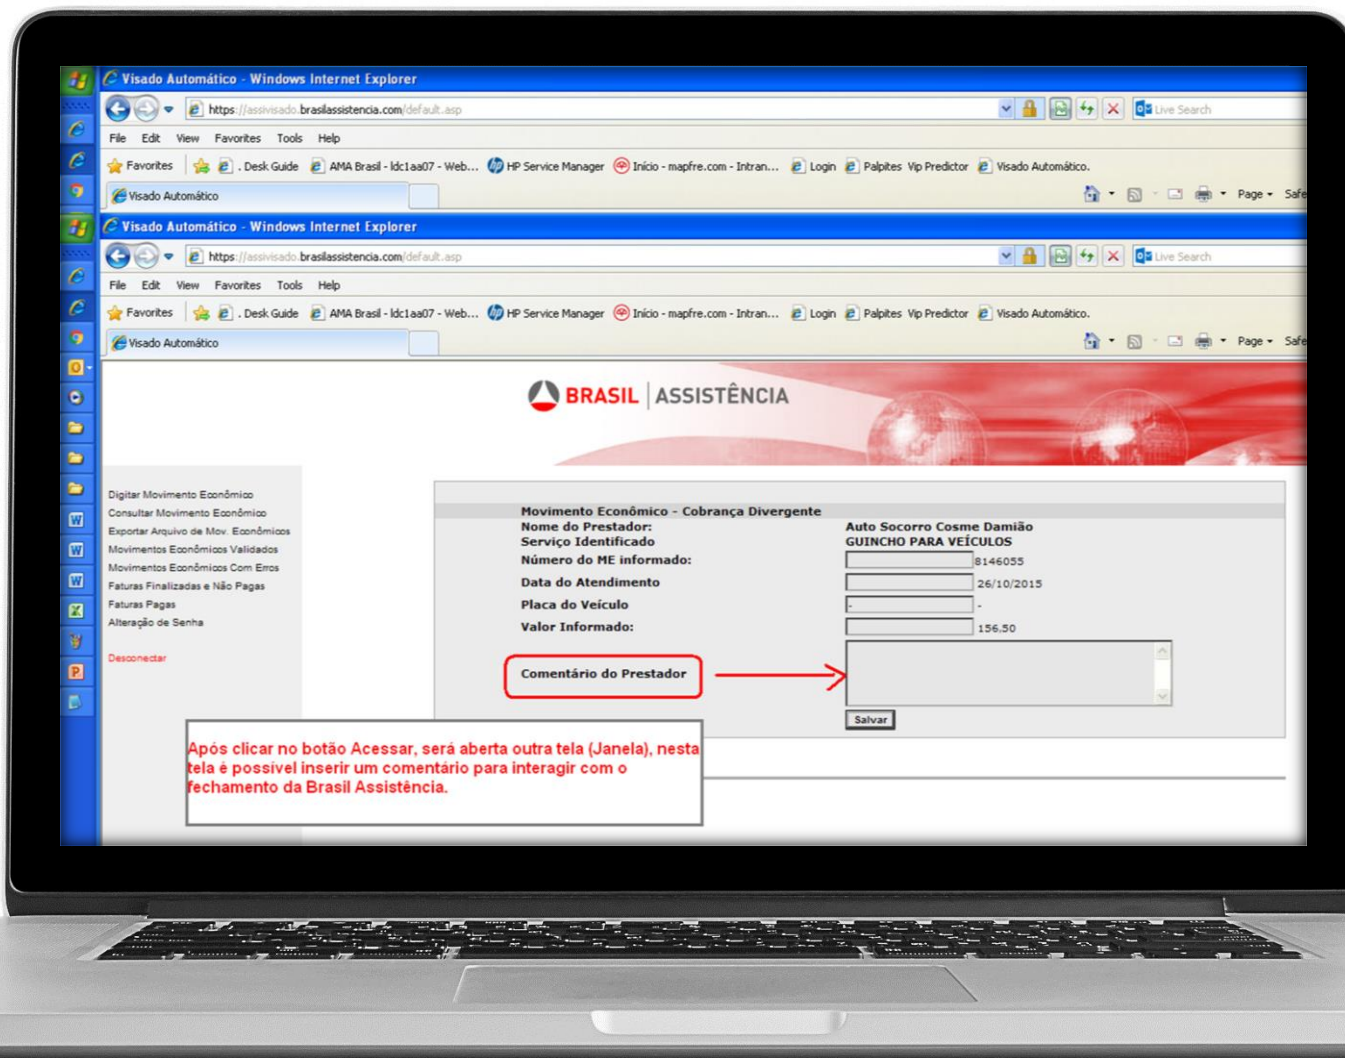 Visado Automático - Windows Internet Explorer
https://assivisado.brasilassistencia.com/default.asp
Live Search
File Edit View Favorites Tools Help
Favorites . Desk Guide AMA Brasil - ldc1aa07 - Web... HP Service Manager Início - mapfre.com - Intran... Login Palpites Vip Predictor Visado Automático.
Visado Automático
Page Safe
Visado Automático - Windows Internet Explorer
https://assivisado.brasilassistencia.com/default.asp
Live Search
File Edit View Favorites Tools Help
Favorites . Desk Guide AMA Brasil - ldc1aa07 - Web... HP Service Manager Início - mapfre.com - Intran... Login Palpites Vip Predictor Visado Automático.
Visado Automático
Page Safe
BRASIL | ASSISTÊNCIA
Digitar Movimento Econômico
Consultar Movimento Econômico
Exportar Arquivo de Mov. Econômicos
Movimentos Econômicos Validados
Movimentos Econômicos Com Erros
Faturas Finalizadas e Não Pagas
Faturas Pagas
Alteração de Senha
Desconectar
Movimento Econômico - Cobrança Divergente
Nome do Prestador: Auto Socorro Cosme Damião
Serviço Identificado GUINCHO PARA VEÍCULOS
Número do ME informado: 8146055
Data do Atendimento 26/10/2015
Placa do Veículo - -
Valor Informado: 156,50
Comentário do Prestador
Salvar
Após clicar no botão Acessar, será aberta outra tela (Janela), nesta
tela é possível inserir um comentário para interagir com o
fechamento da Brasil Assistência.